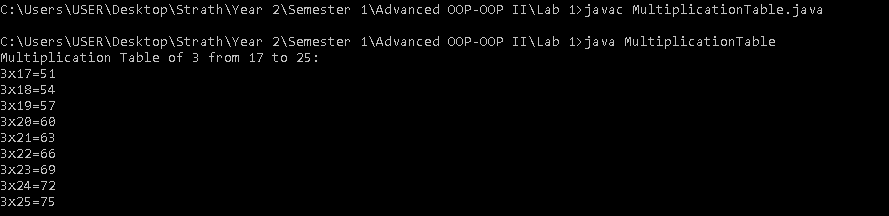 C:\Users\USER\Desktop\Strath\Year 2\Semester 1\Advanced OOP-OOP II\Lab 1>javac MultiplicationTable.java
C:\Users\USER\Desktop\Strath\Year 2\Semester 1\Advanced OOP-OOP II\Lab 1>java MultiplicationTable
Multiplication Table of 3 from 17 to 25:
3x17=51
3x18=54
3x19=57
3x20=60
3x21=63
3x22=66
3x23=69
3x24=72
3x25=75